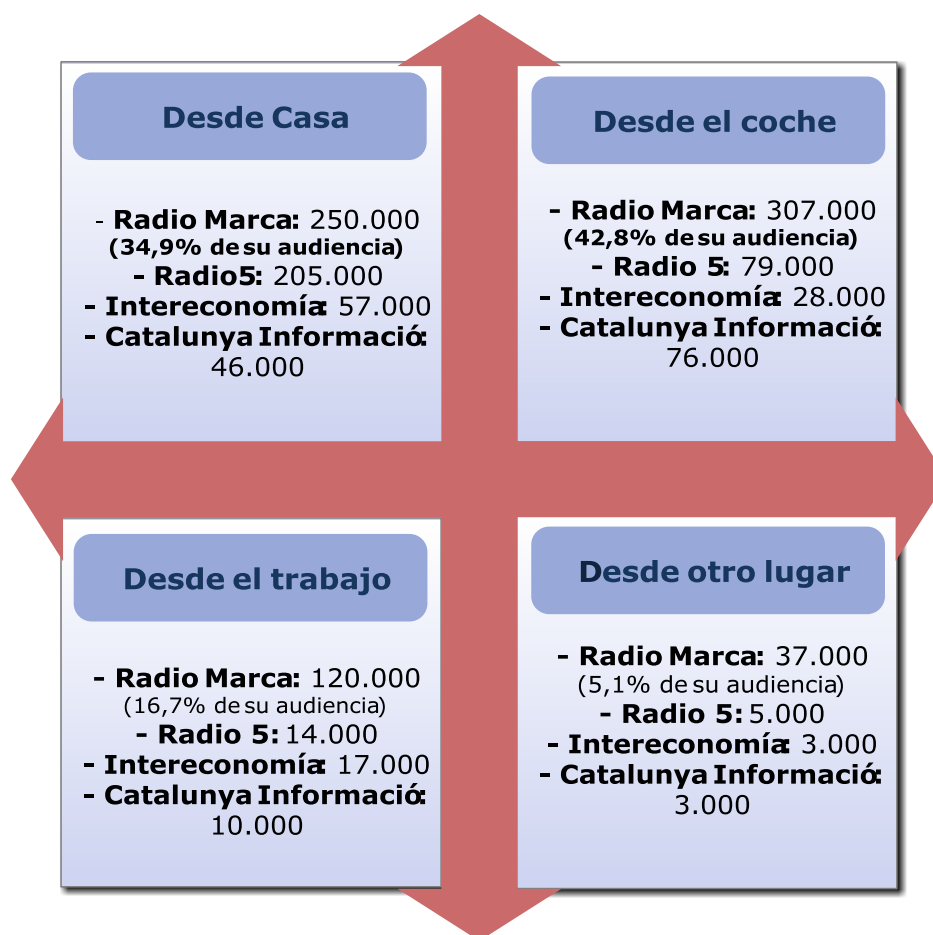 Desde Casa
- Radio Marca: 250.000
(34,9% de su audiencia)
- Radio5: 205.000
- Intereconomía: 57.000
- Catalunya Informació:
46.000
Desde el coche
- Radio Marca: 307.000
(42,8% de su audiencia)
- Radio 5: 79.000
- Intereconomía: 28.000
- Catalunya Informació:
76.000
Desde el trabajo
- Radio Marca: 120.000
(16,7% de su audiencia)
- Radio 5: 14.000
- Intereconomía: 17.000
- Catalunya Informació:
10.000
Desde otro lugar
- Radio Marca: 37.000
(5,1% de su audiencia)
- Radio 5: 5.000
- Intereconomía: 3.000
- Catalunya Informació:
3.000